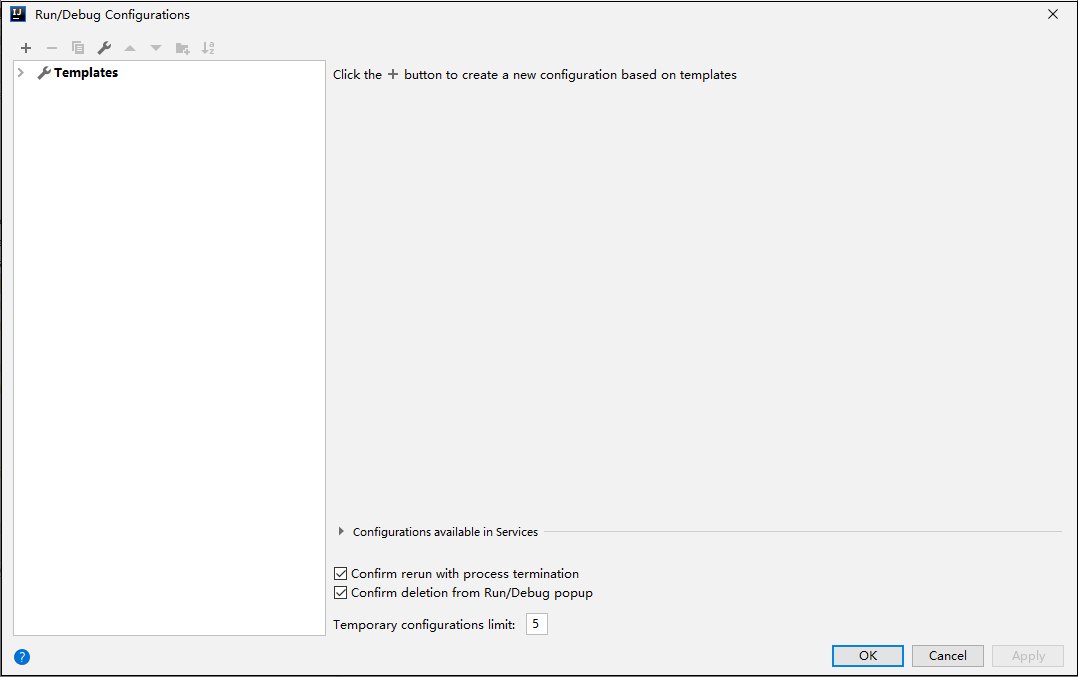 Run/Debug Configurations
Templates
Click the + button to create a new configuration based on templates
Configurations available in Services
Confirm rerun with process termination
Confirm deletion from Run/Debug popup
Temporary configurations limit: 5
? OK Cancel Apply